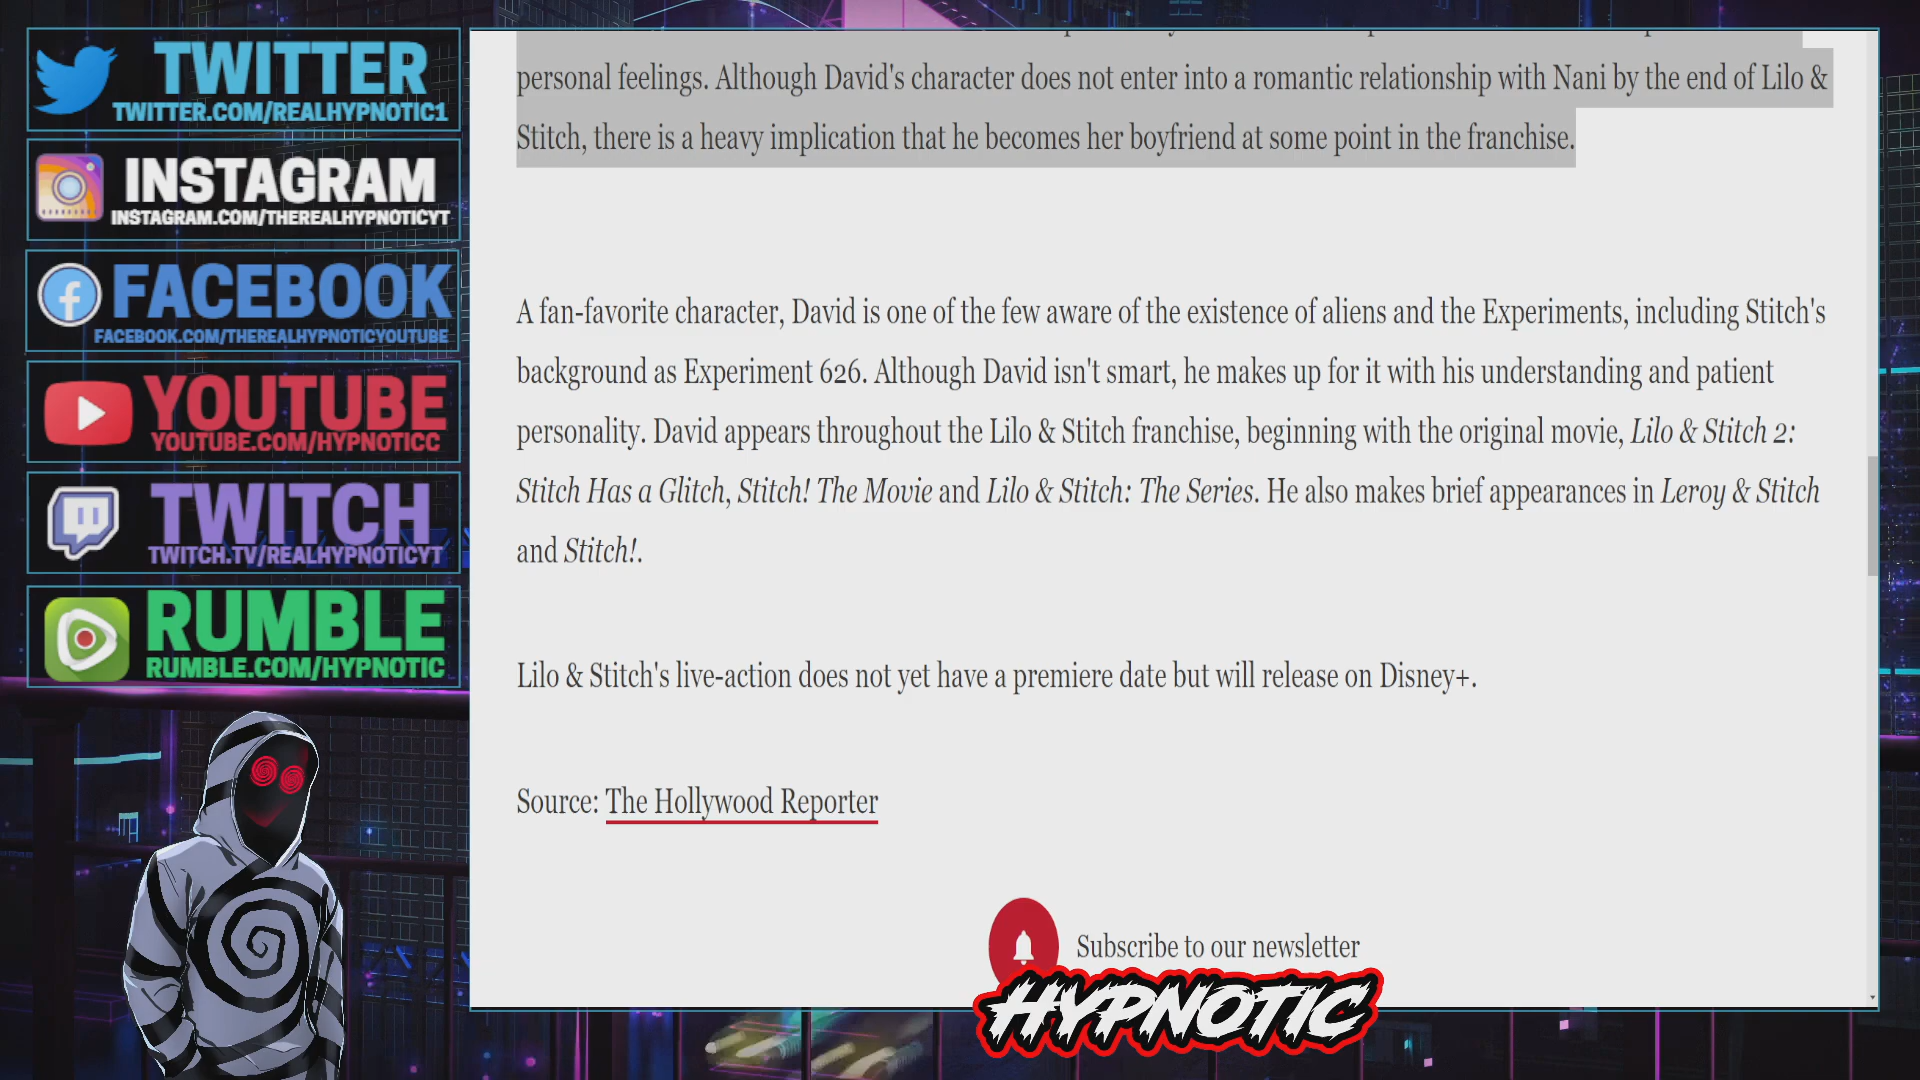 TWITTER
TWITTER.COM/REALHYPNOTIC1
INSTAGRAM
INSTAGRAM.COM/THEREALHYPNOTICYT
FACEBOOK
FACEBOOK.COM/THEREALHYPNOTICYOUTUBE
YOUTUBE
YOUTUBE.COM/HYPNOTICC
TWITCH
TWITCH.TV/REALHYPNOTICYT
RUMBLE
RUMBLE.COM/HYPNOTIC
personal feelings. Although David's character does not enter into a romantic relationship with Nani by the end of Lilo &
Stitch, there is a heavy implication that he becomes her boyfriend at some point in the franchise.
A fan-favorite character, David is one of the few aware of the existence of aliens and the Experiments, including Stitch's
background as Experiment 626. Although David isn't smart, he makes up for it with his understanding and patient
personality. David appears throughout the Lilo & Stitch franchise, beginning with the original movie, Lilo & Stitch 2:
Stitch Has a Glitch, Stitch! The Movie and Lilo & Stitch: The Series. He also makes brief appearances in Leroy & Stitch
and Stitch!.
Lilo & Stitch's live-action does not yet have a premiere date but will release on Disney+.
Source: The Hollywood Reporter
Subscribe to our newsletter
HYPNOTIC